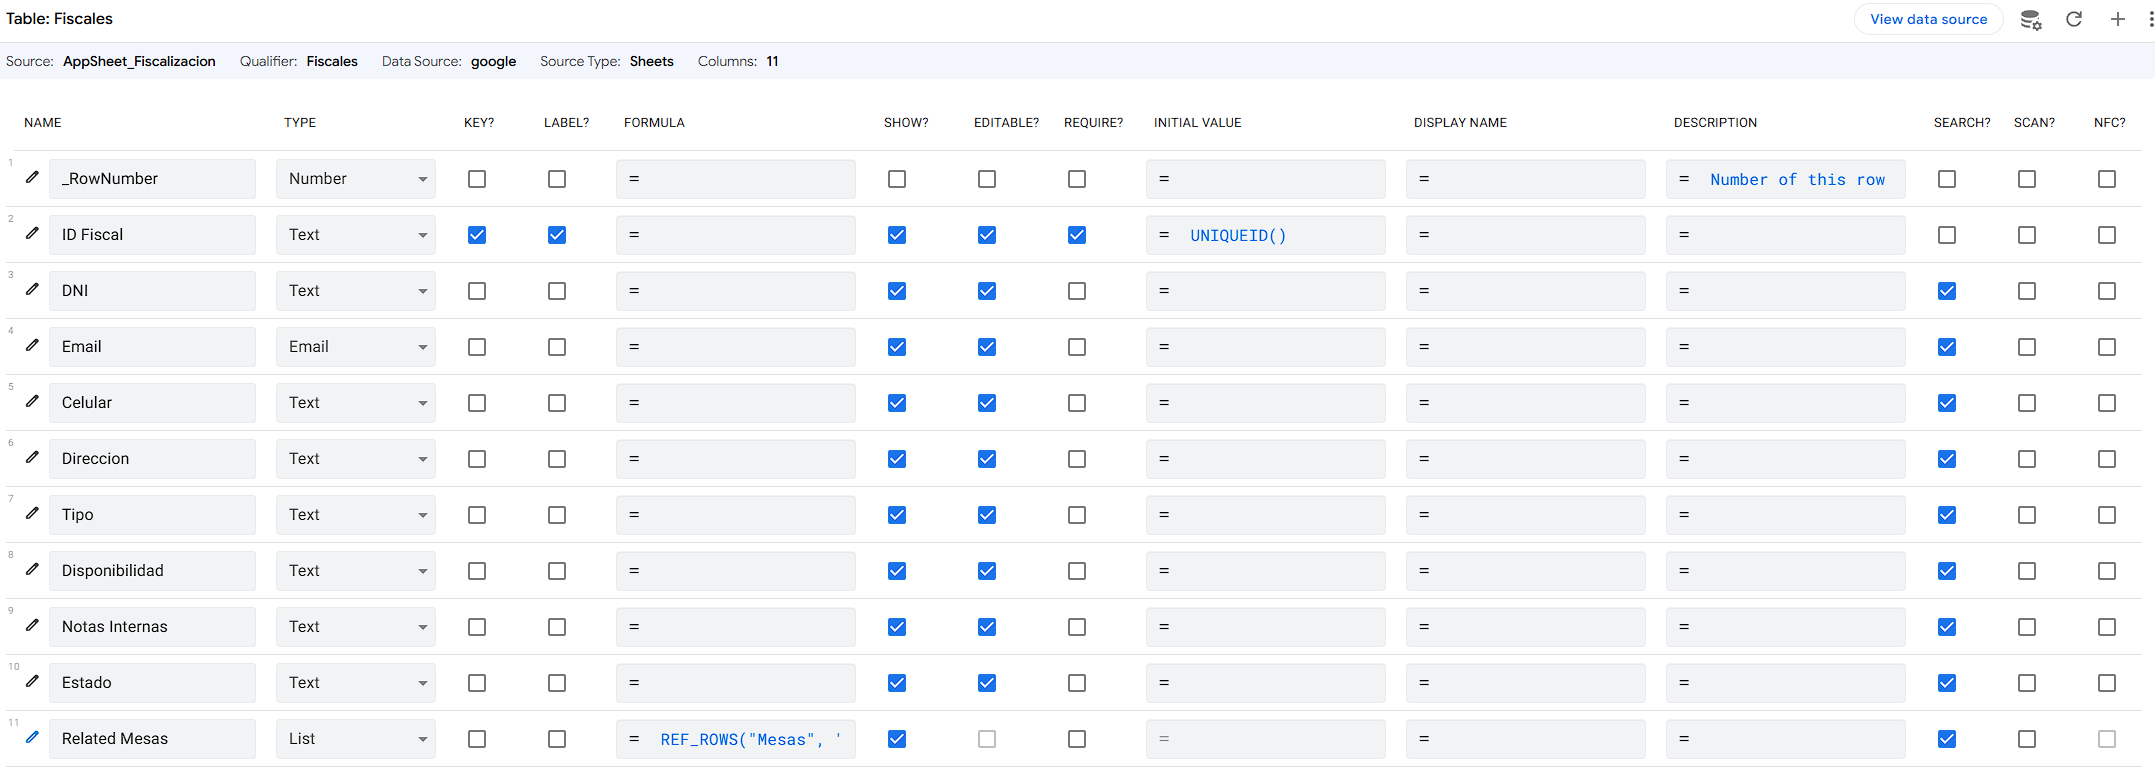 Table: Fiscales
View data source
Source: AppSheet_Fiscalizacion Qualifier: Fiscales Data Source: google Source Type: Sheets Columns: 11
NAME TYPE KEY? LABEL? FORMULA SHOW? EDITABLE? REQUIRE? INITIAL VALUE DISPLAY NAME DESCRIPTION SEARCH? SCAN? NFC?
1 _RowNumber Number = = = = Number of this row
2 ID Fiscal Text = = UNIQUEID() = =
3 DNI Text = = = =
4 Email Email = = = =
5 Celular Text = = = =
6 Direccion Text = = = =
7 Tipo Text = = = =
8 Disponibilidad Text = = = =
9 Notas Internas Text = = = =
10 Estado Text = = = =
11 Related Mesas List = REF_ROWS("Mesas", ' = = =